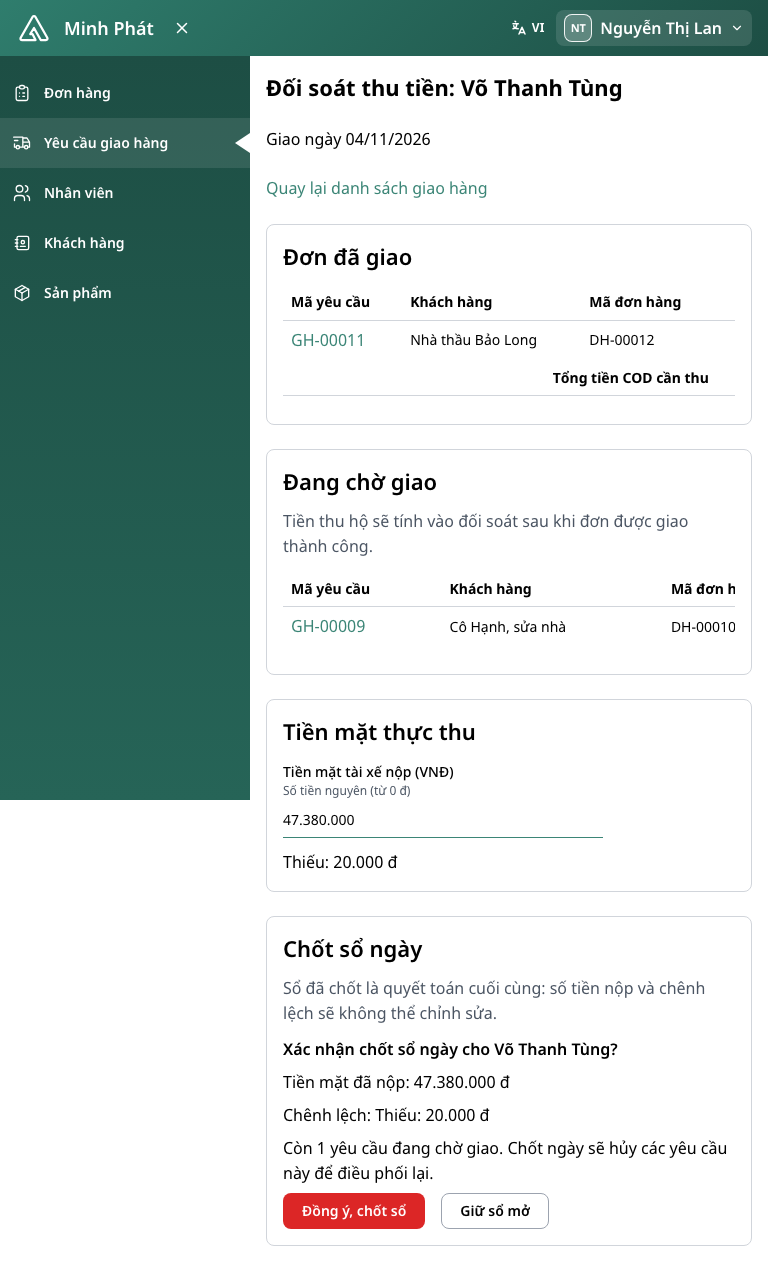 Minh Phát
VI
NT
Nguyễn Thị Lan
Đơn hàng
Yêu cầu giao hàng
Nhân viên
Khách hàng
Sản phẩm
Đối soát thu tiền: Võ Thanh Tùng
Giao ngày 04/11/2026
Quay lại danh sách giao hàng
Đơn đã giao
Mã yêu cầu Khách hàng Mã đơn hàng
GH-00011 Nhà thầu Bảo Long DH-00012
Tổng tiền COD cần thu
Đang chờ giao
Tiền thu hộ sẽ tính vào đối soát sau khi đơn được giao
thành công.
Mã yêu cầu Khách hàng Mã đơn h
GH-00009 Cô Hạnh, sửa nhà DH-00010
Tiền mặt thực thu
Tiền mặt tài xế nộp (VNĐ)
Số tiền nguyên (từ 0 đ)
47.380.000
Thiếu: 20.000 đ
Chốt sổ ngày
Sổ đã chốt là quyết toán cuối cùng: số tiền nộp và chênh
lệch sẽ không thể chỉnh sửa.
Xác nhận chốt sổ ngày cho Võ Thanh Tùng?
Tiền mặt đã nộp: 47.380.000 đ
Chênh lệch: Thiếu: 20.000 đ
Còn 1 yêu cầu đang chờ giao. Chốt ngày sẽ hủy các yêu cầu
này để điều phối lại.
Đồng ý, chốt sổ
Giữ sổ mở